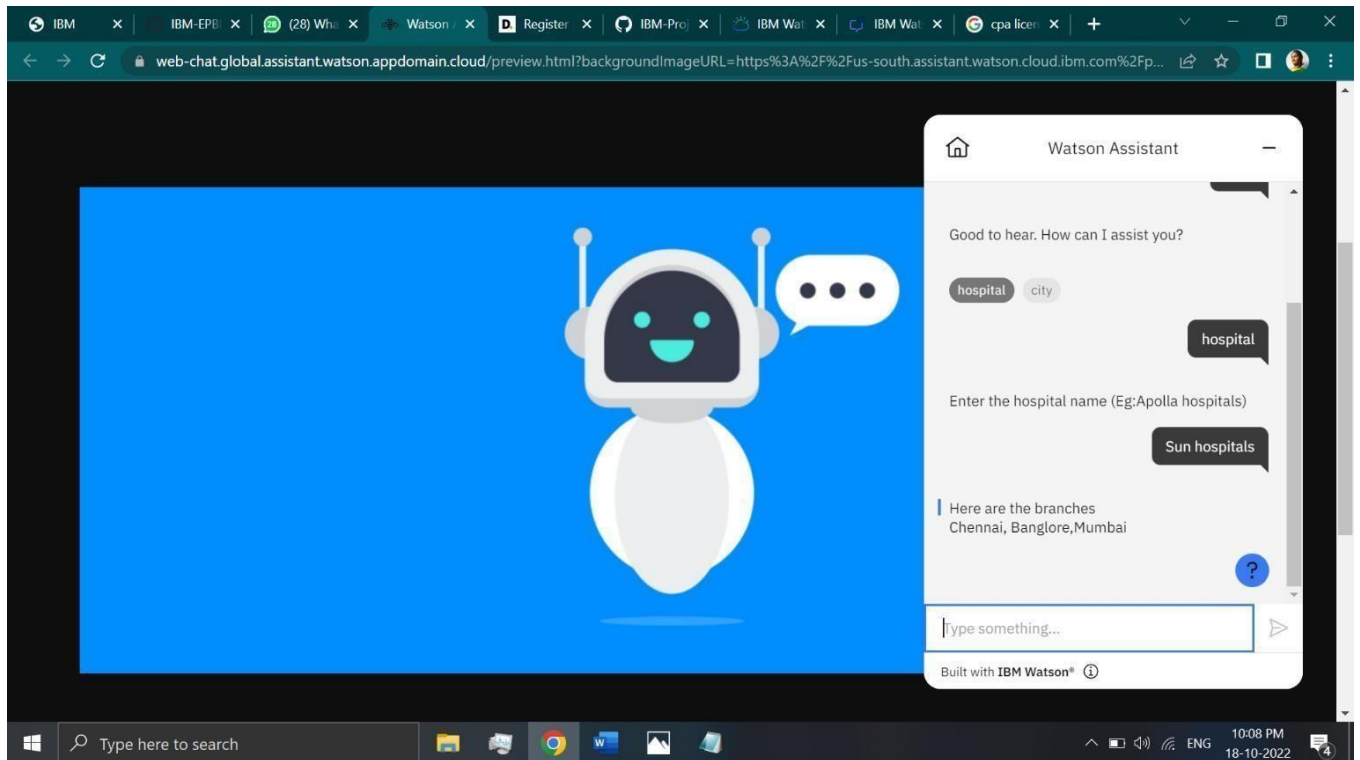 IBM
IBM-EPB
(28) Wha
Watson /
Register
IBM-Proj
IBM Wat
IBM Wat
cpa licen
web-chat.global.assistant.watson.appdomain.cloud/preview.html?backgroundImageURL=https%3A%2F%2Fus-south.assistant.watson.cloud.ibm.com%2Fp...
Watson Assistant
Good to hear. How can I assist you?
hospital city
hospital
Enter the hospital name (Eg:Apolla hospitals)
Sun hospitals
Here are the branches
Chennai, Banglore,Mumbai
?
Type something...
Built with IBM Watson®
Type here to search
ENG
10:08 PM
18-10-2022
4